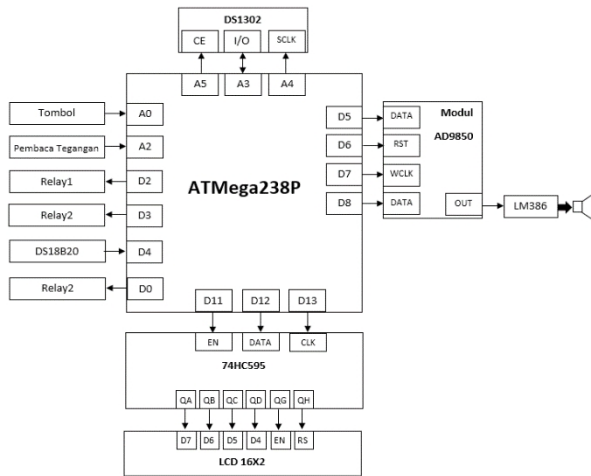 DS1302
CE I/O SCLK
A5 A3 A4
Tombol A0
Pembaca Tegangan A2
Relay1 D2
Relay2 D3
DS18B20 D4
Relay2 D0
ATMega238P
D5 DATA
D6 RST
D7 WCLK
D8 DATA
Modul
AD9850
OUT LM386
D11 D12 D13
EN DATA CLK
74HC595
QA QB QC QD QG QH
D7 D6 D5 D4 EN RS
LCD 16X2